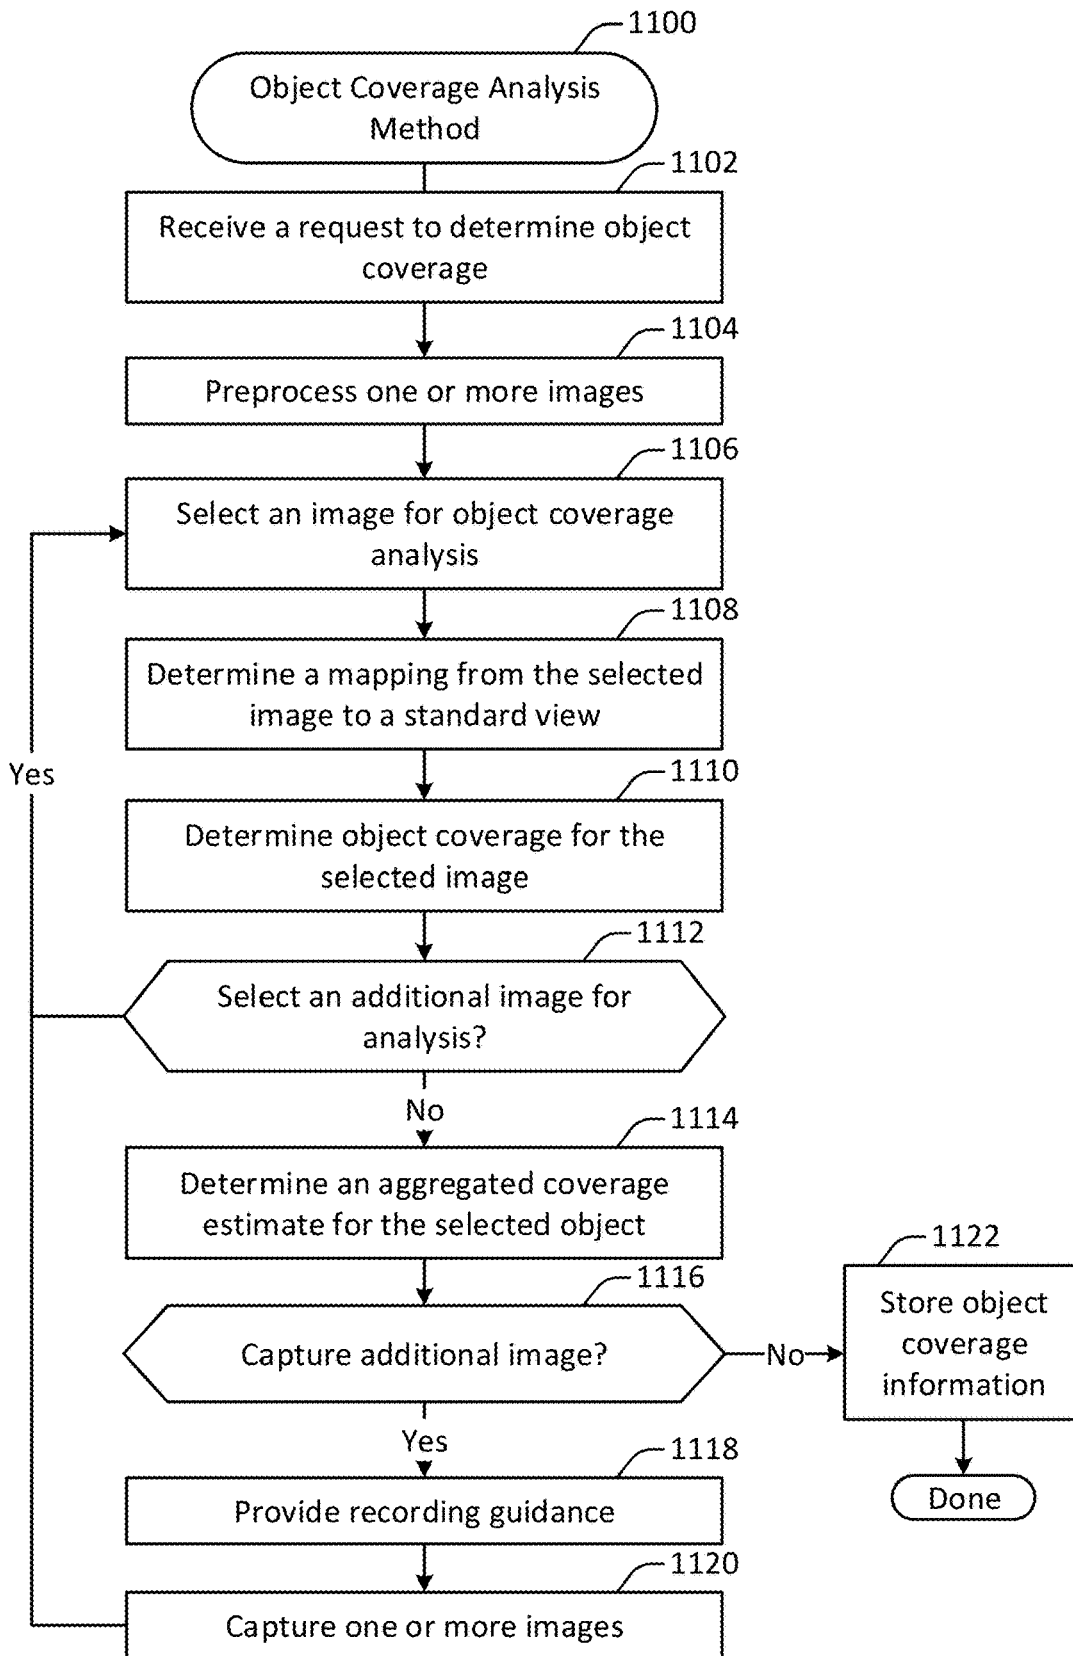 1100
Object Coverage Analysis
Method
1102
Receive a request to determine object
coverage
1104
Preprocess one or more images
1106
Select an image for object coverage
analysis
1108
Determine a mapping from the selected
image to a standard view
Yes
1110
Determine object coverage for the
selected image
1112
Select an additional image for
analysis?
No
1114
Determine an aggregated coverage
estimate for the selected object
1116
Capture additional image?
No
1122
Store object
coverage
information
Done
Yes
1118
Provide recording guidance
1120
Capture one or more images